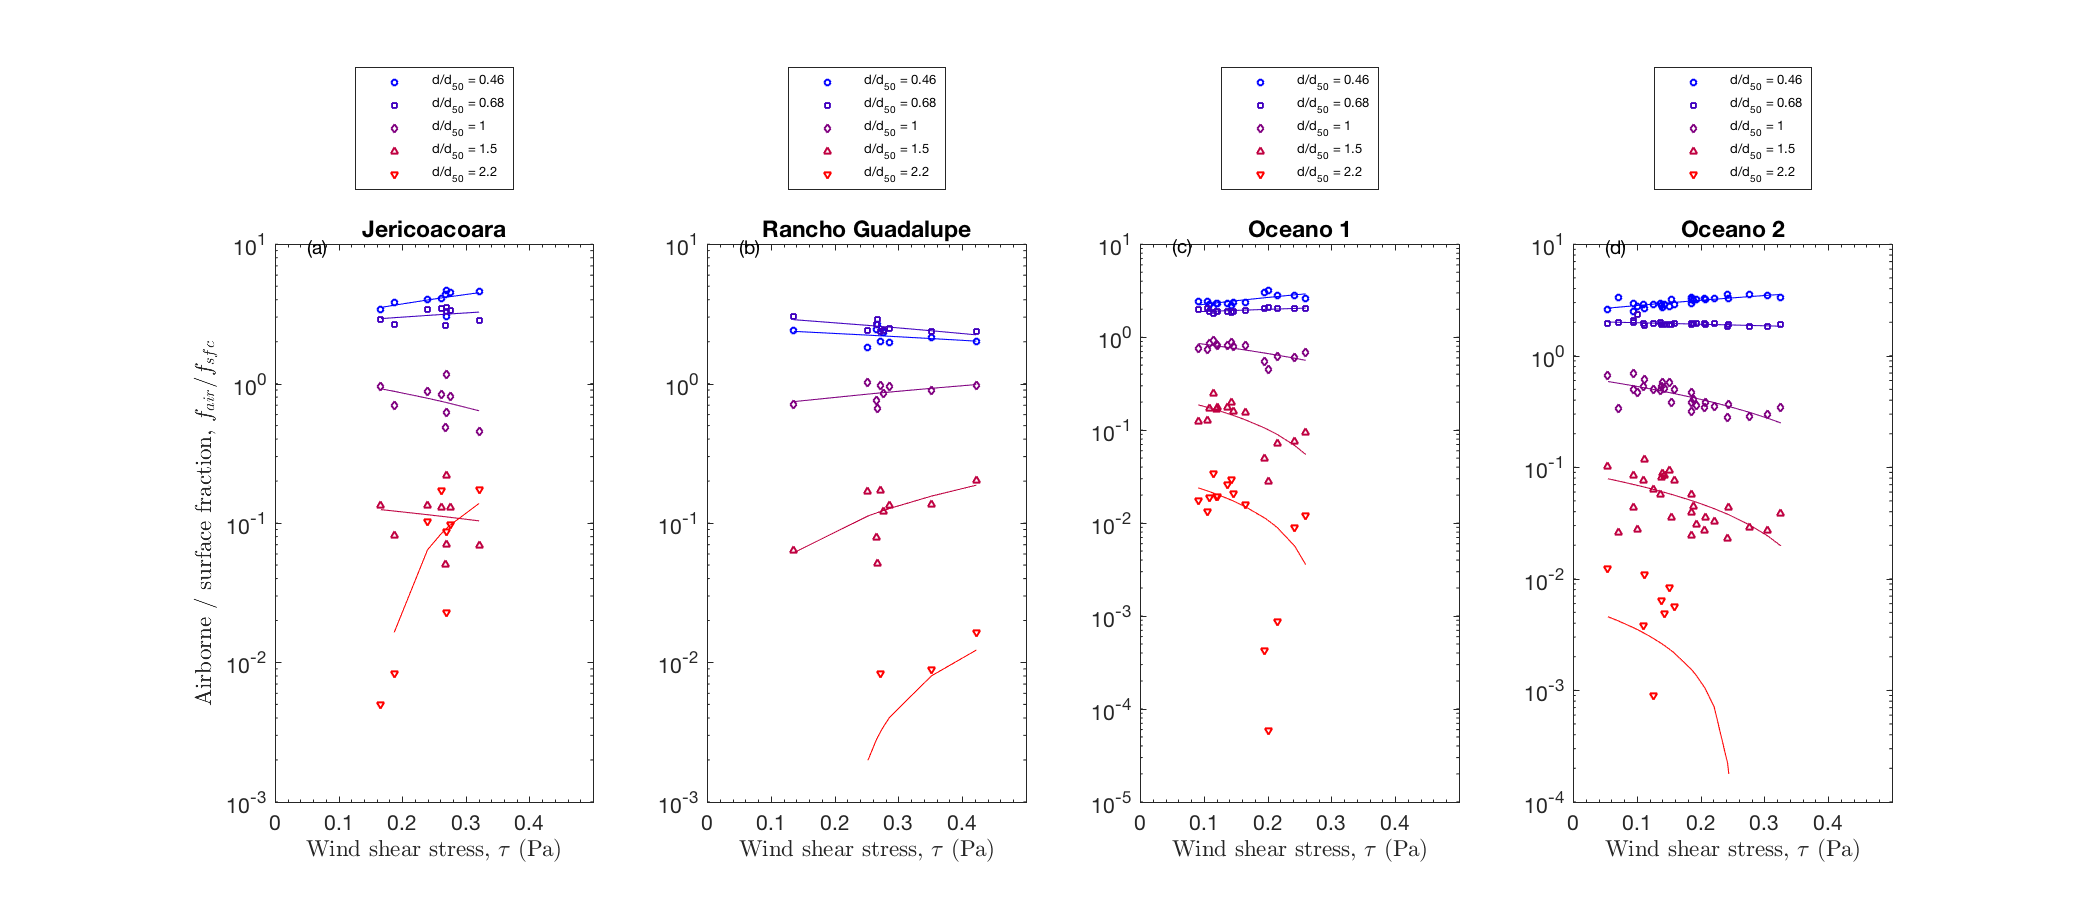 d/d50 = 0.46
d/d50 = 0.68
d/d50 = 1
d/d50 = 1.5
d/d50 = 2.2
d/d50 = 0.46
d/d50 = 0.68
d/d50 = 1
d/d50 = 1.5
d/d50 = 2.2
d/d50 = 0.46
d/d50 = 0.68
d/d50 = 1
d/d50 = 1.5
d/d50 = 2.2
d/d50 = 0.46
d/d50 = 0.68
d/d50 = 1
d/d50 = 1.5
d/d50 = 2.2
Airborne / surface fraction, fair/fsfc
Jericoacoara
(a)
10^1
10^0
10^-1
10^-2
10^-3
0 0.1 0.2 0.3 0.4
Wind shear stress, τ (Pa)
Rancho Guadalupe
(b)
10^1
10^0
10^-1
10^-2
10^-3
0 0.1 0.2 0.3 0.4
Wind shear stress, τ (Pa)
Oceano 1
(c)
10^1
10^0
10^-1
10^-2
10^-3
10^-4
10^-5
0 0.1 0.2 0.3 0.4
Wind shear stress, τ (Pa)
Oceano 2
(d)
10^1
10^0
10^-1
10^-2
10^-3
10^-4
0 0.1 0.2 0.3 0.4
Wind shear stress, τ (Pa)